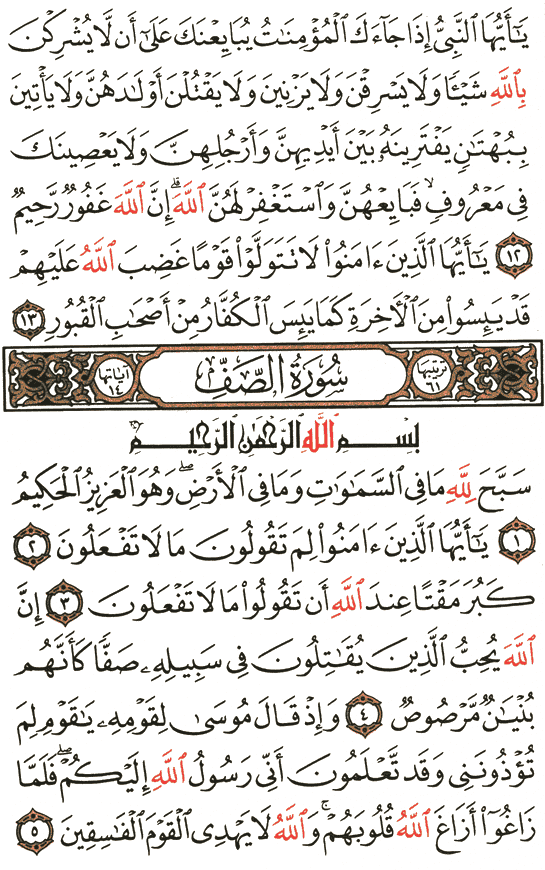 يَٰٓأَيُّهَا ٱلنَّبِيُّ إِذَا جَآءَكَ ٱلْمُؤْمِنَٰتُ يُبَايِعْنَكَ عَلَىٰٓ أَن لَّا يُشْرِكْنَ
بِٱللَّهِ شَيْـًٔا وَلَا يَسْرِقْنَ وَلَا يَزْنِينَ وَلَا يَقْتُلْنَ أَوْلَٰدَهُنَّ وَلَا يَأْتِينَ
بِبُهْتَٰنٍ يَفْتَرِينَهُۥ بَيْنَ أَيْدِيهِنَّ وَأَرْجُلِهِنَّ وَلَا يَعْصِينَكَ
فِي مَعْرُوفٍۙ فَبَايِعْهُنَّ وَٱسْتَغْفِرْ لَهُنَّ ٱللَّهَۖ إِنَّ ٱللَّهَ غَفُورٌ رَّحِيمٌ
١٢ يَٰٓأَيُّهَا ٱلَّذِينَ ءَامَنُوا۟ لَا تَتَوَلَّوْا۟ قَوْمًا غَضِبَ ٱللَّهُ عَلَيْهِمْ
قَدْ يَئِسُوا۟ مِنَ ٱلْأَخِرَةِ كَمَا يَئِسَ ٱلْكُفَّارُ مِنْ أَصْحَٰبِ ٱلْقُبُورِ ١٣
ترتيبها ٦١ سُورَةُ الصَّفِّ آياتها ١٤
بِسْمِ ٱللَّهِ ٱلرَّحْمَٰنِ ٱلرَّحِيمِ
سَبَّحَ لِلَّهِ مَا فِي ٱلسَّمَٰوَٰتِ وَمَا فِي ٱلْأَرْضِۖ وَهُوَ ٱلْعَزِيزُ ٱلْحَكِيمُ
١ يَٰٓأَيُّهَا ٱلَّذِينَ ءَامَنُوا۟ لِمَ تَقُولُونَ مَا لَا تَفْعَلُونَ ٢
كَبُرَ مَقْتًا عِندَ ٱللَّهِ أَن تَقُولُوا۟ مَا لَا تَفْعَلُونَ ٣ إِنَّ
ٱللَّهَ يُحِبُّ ٱلَّذِينَ يُقَٰتِلُونَ فِي سَبِيلِهِۦ صَفًّا كَأَنَّهُم
بُنْيَٰنٌ مَّرْصُوصٌ ٤ وَإِذْ قَالَ مُوسَىٰ لِقَوْمِهِۦ يَٰقَوْمِ لِمَ
تُؤْذُونَنِي وَقَد تَّعْلَمُونَ أَنِّي رَسُولُ ٱللَّهِ إِلَيْكُمْۖ فَلَمَّا
زَاغُوٓا۟ أَزَاغَ ٱللَّهُ قُلُوبَهُمْۚ وَٱللَّهُ لَا يَهْدِي ٱلْقَوْمَ ٱلْفَٰسِقِينَ ٥